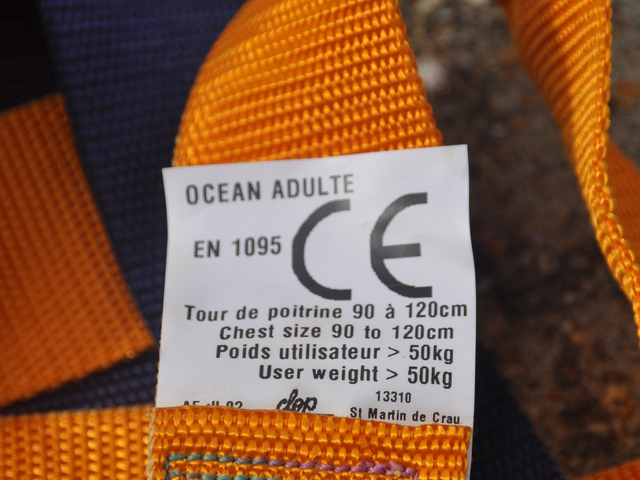 OCEAN ADULTE
EN 1095 CE
Tour de poitrine 90 à 120cm
Chest size 90 to 120cm
Poids utilisateur > 50kg
User weight > 50kg
13310
St Martin de Crau